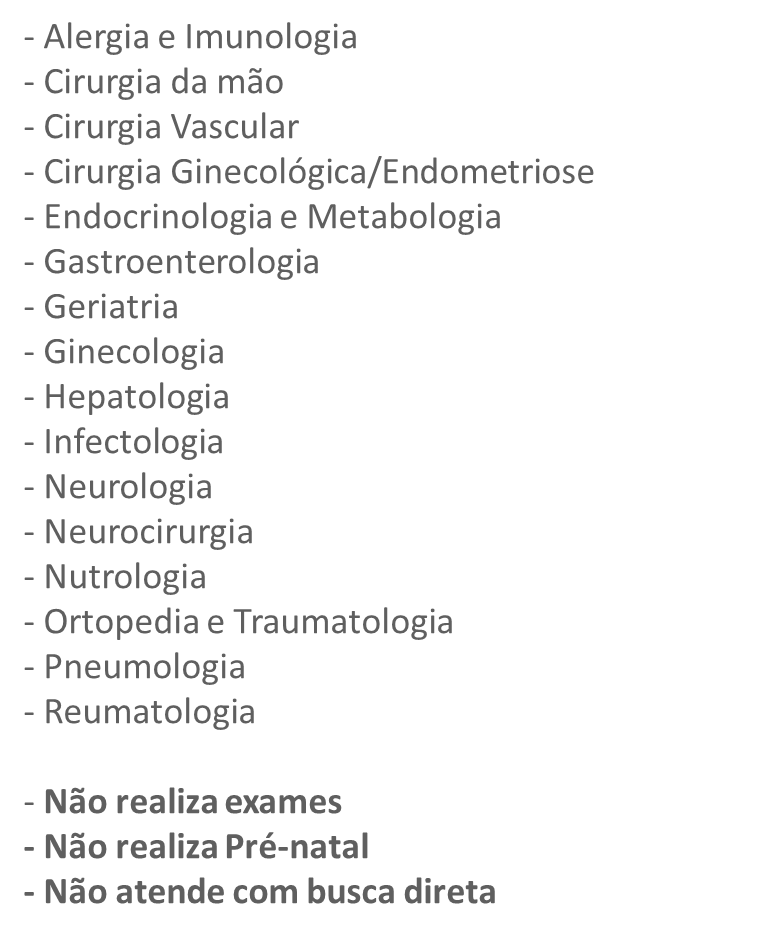 - Alergia e Imunologia
- Cirurgia da mão
- Cirurgia Vascular
- Cirurgia Ginecológica/Endometriose
- Endocrinologia e Metabologia
- Gastroenterologia
- Geriatria
- Ginecologia
- Hepatologia
- Infectologia
- Neurologia
- Neurocirurgia
- Nutrologia
- Ortopedia e Traumatologia
- Pneumologia
- Reumatologia
- Não realiza exames
- Não realiza Pré-natal
- Não atende com busca direta